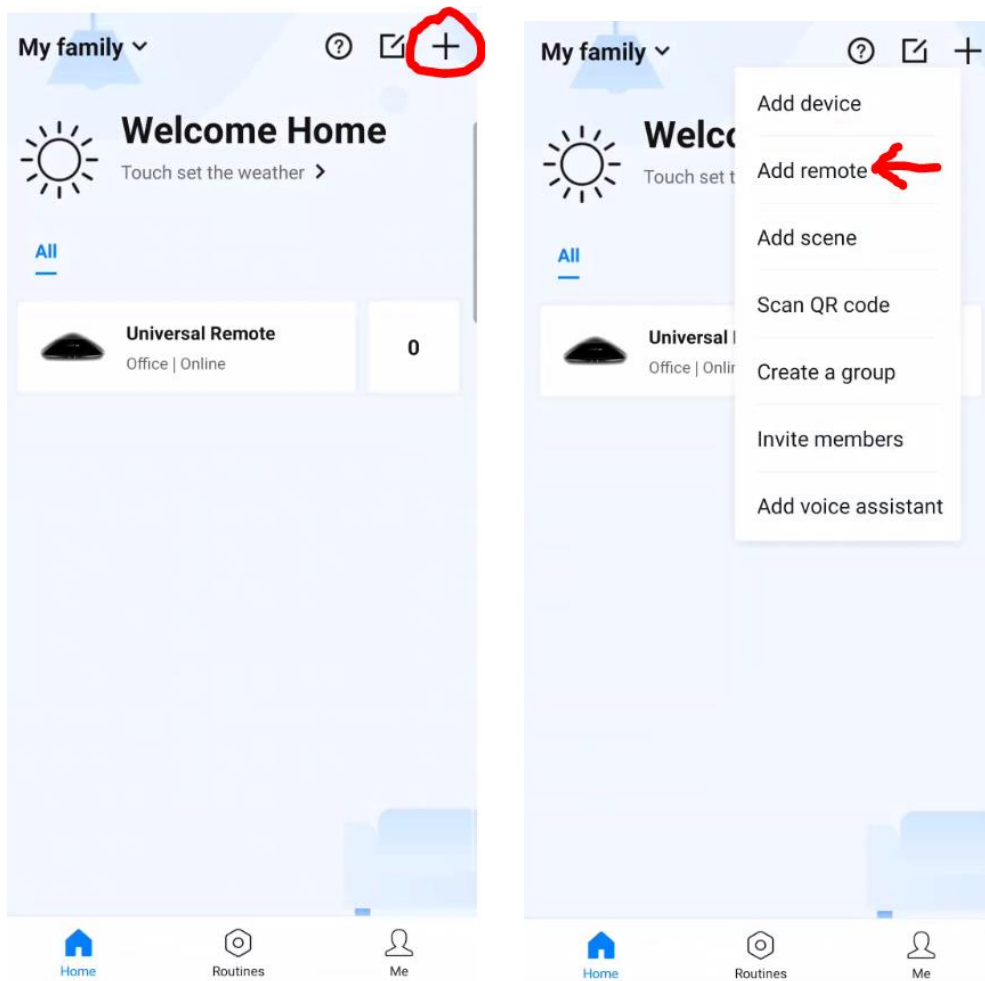 My family
Welcome Home
Touch set the weather >
All
Universal Remote
Office | Online
0
Home
Routines
Me
My family
Welc
Touch set t
All
Universal
Office | Onlin
Add device
Add remote
Add scene
Scan QR code
Create a group
Invite members
Add voice assistant
Home
Routines
Me